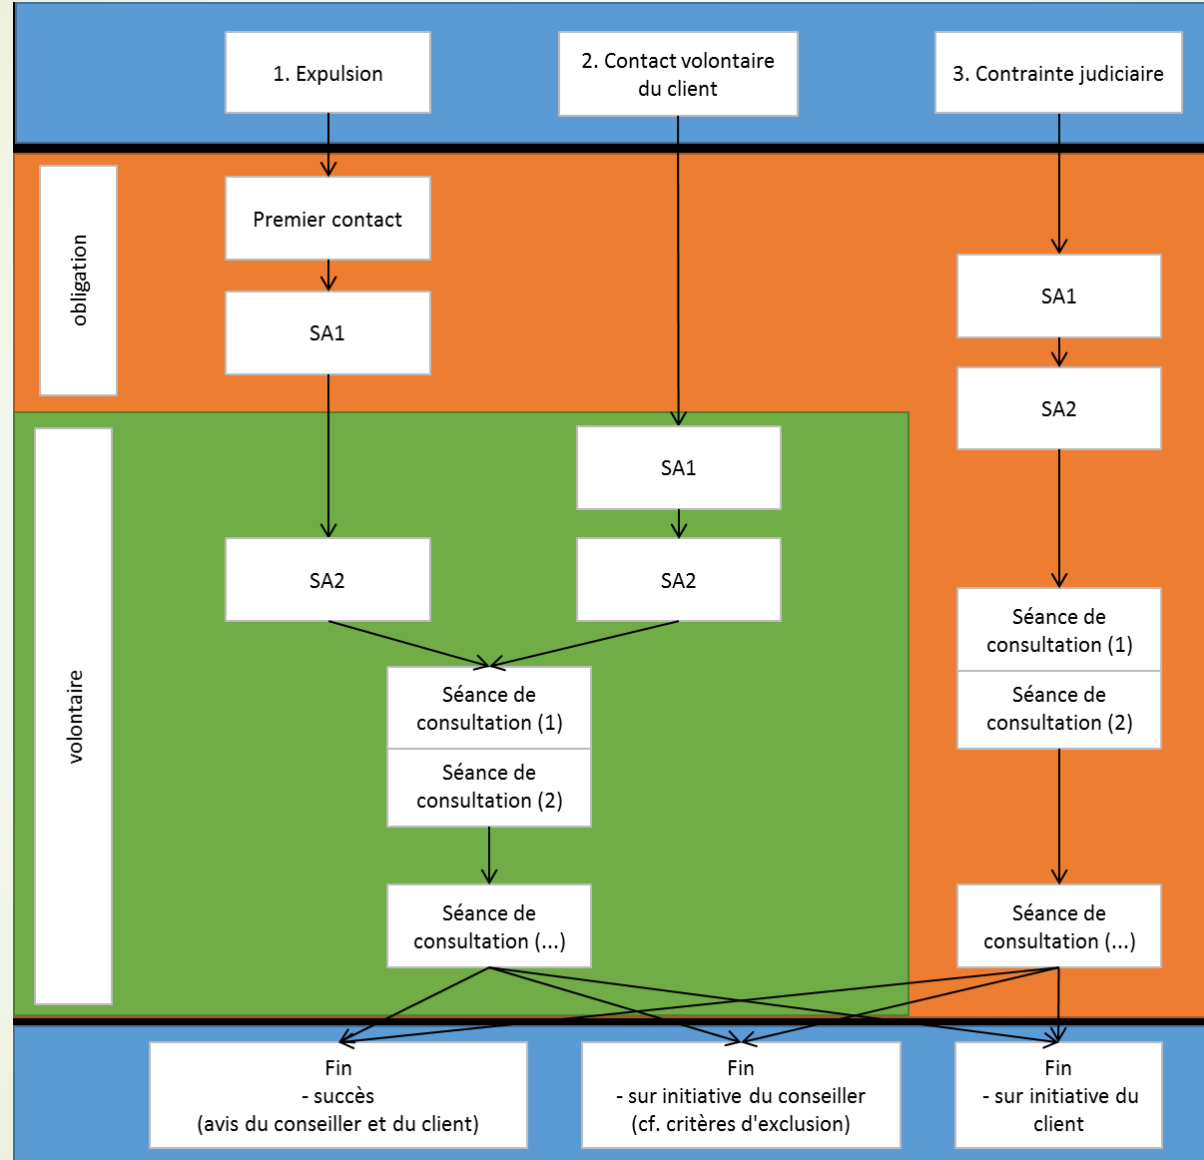 1. Expulsion
2. Contact volontaire
du client
3. Contrainte judiciaire
obligation
Premier contact
SA1
SA1
SA2
volontaire
SA1
SA2
SA2
Séance de
consultation (1)
Séance de
consultation (2)
Séance de
consultation (1)
Séance de
consultation (2)
Séance de
consultation (...)
Séance de
consultation (...)
Fin
- succès
(avis du conseiller et du client)
Fin
- sur initiative du conseiller
(cf. critères d'exclusion)
Fin
- sur initiative du
client